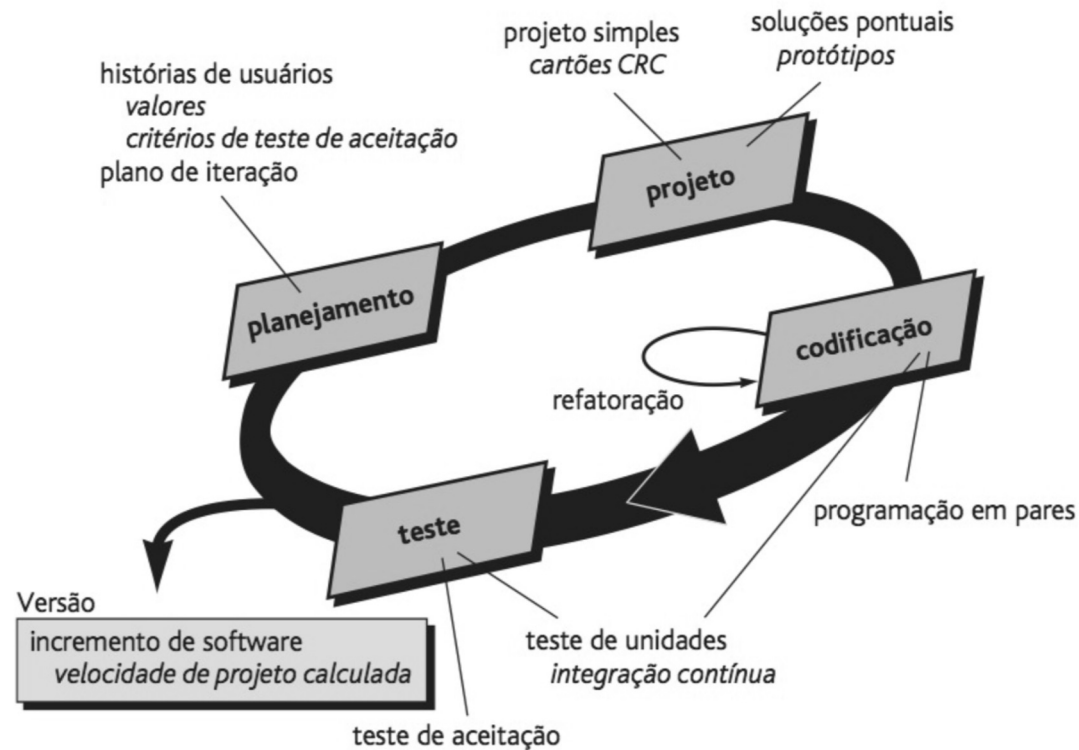 projeto simples
cartões CRC
soluções pontuais
protótipos
histórias de usuários
valores
critérios de teste de aceitação
plano de iteração
projeto
planejamento
codificação
refatoração
programação em pares
teste
Versão
incremento de software
velocidade de projeto calculada
teste de unidades
integração contínua
teste de aceitação